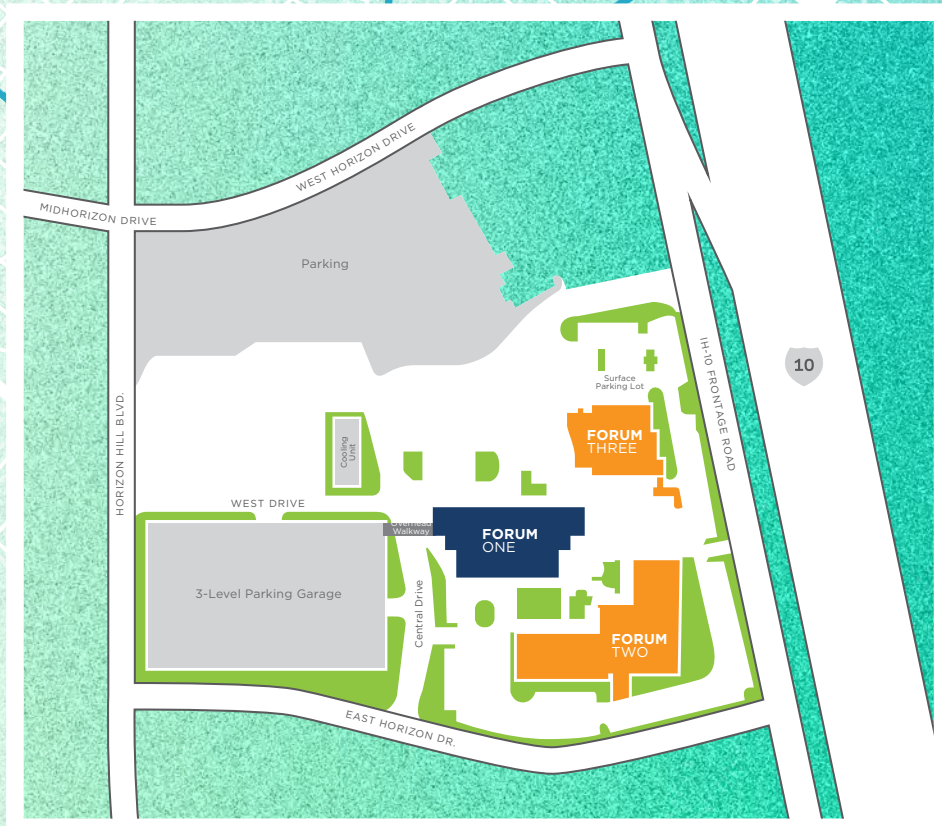 WEST HORIZON DRIVE
MIDHORIZON DRIVE
Parking
IH-10 FRONTAGE ROAD
10
Surface
Parking Lot
HORIZON HILL BLVD.
FORUM
THREE
Cooling
Unit
WEST DRIVE
Overhead
Walkway
FORUM
ONE
3-Level Parking Garage
Central Drive
FORUM
TWO
EAST HORIZON DR.